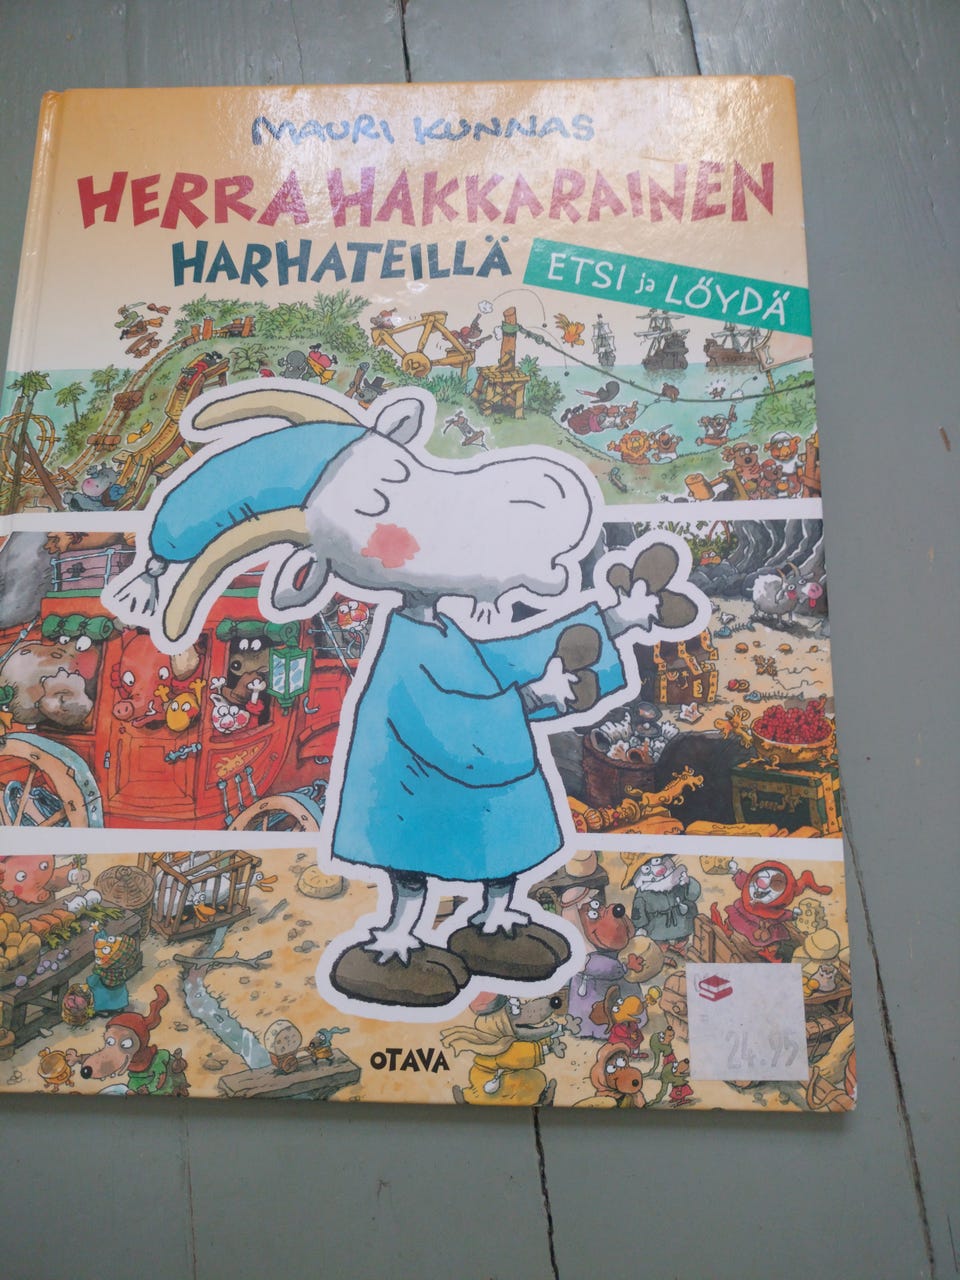 MAURI KUNNAS
HERRA HAKKARAINEN
HARHATEILLÄ
ETSI ja LÖYDÄ
OTAVA
24.95